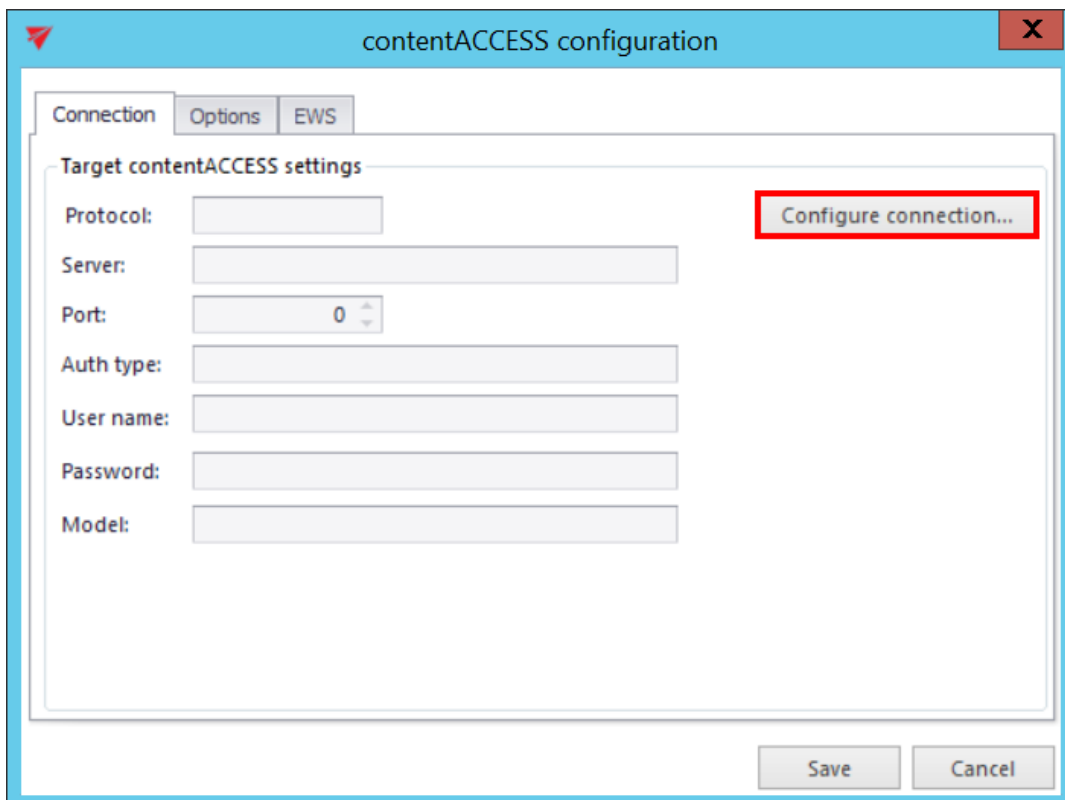 contentACCESS configuration
X
Connection Options EWS
Target contentACCESS settings
Protocol:
Configure connection...
Server:
Port: 0
Auth type:
User name:
Password:
Model:
Save Cancel